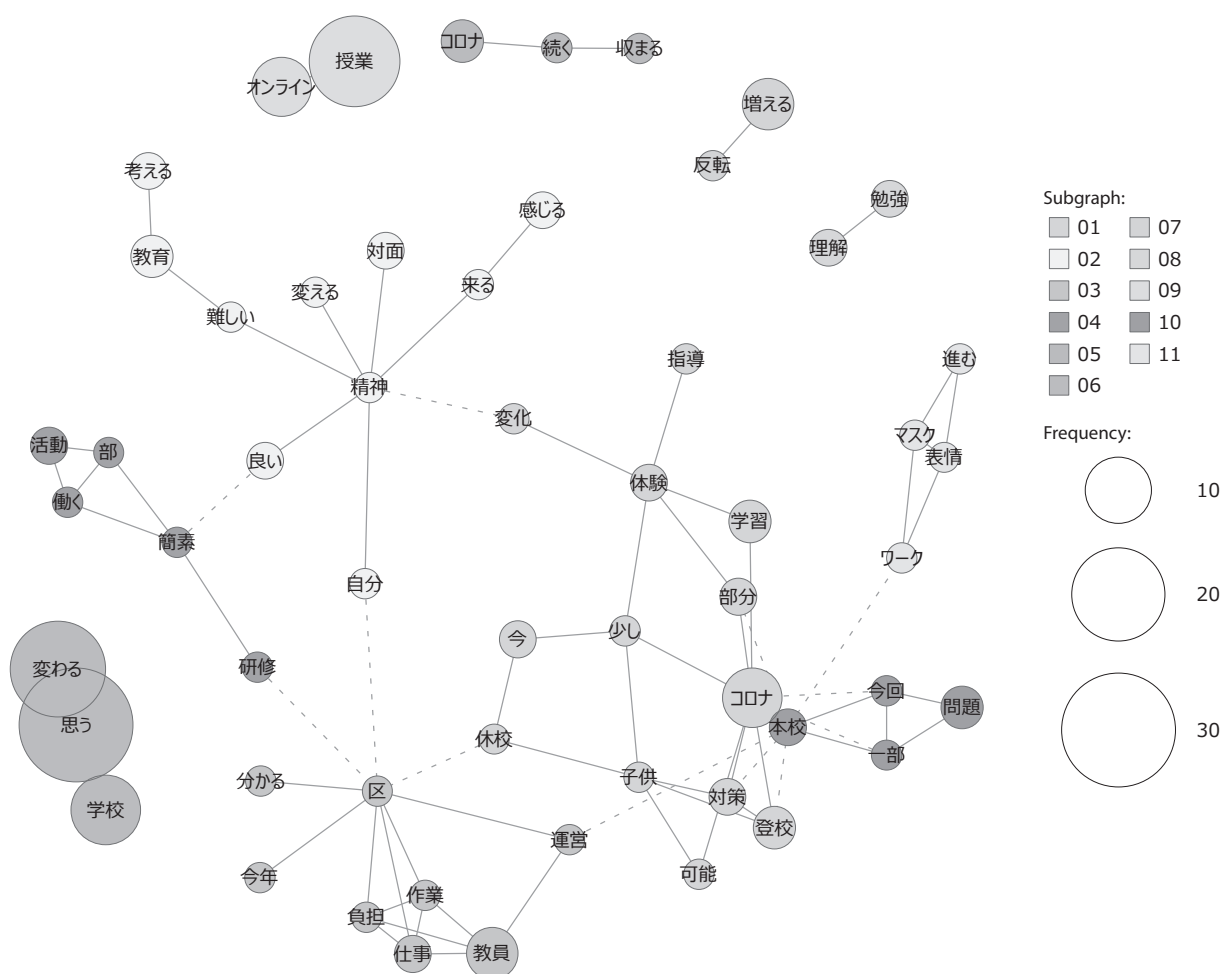 コロナ
続く
収まる
授業
オンライン
増える
反転
考える
勉強
感じる
教育
対面
理解
来る
変える
難しい
指導
進む
精神
変化
マスク
活動
部
良い
表情
体験
働く
学習
簡素
ワーク
自分
部分
今
少し
研修
変わる
コロナ
今回
問題
思う
本校
休校
一部
分かる
区
子供
対策
学校
登校
運営
今年
可能
作業
負担
仕事
教員
Subgraph:
01 07
02 08
03 09
04 10
05 11
06
Frequency:
10
20
30